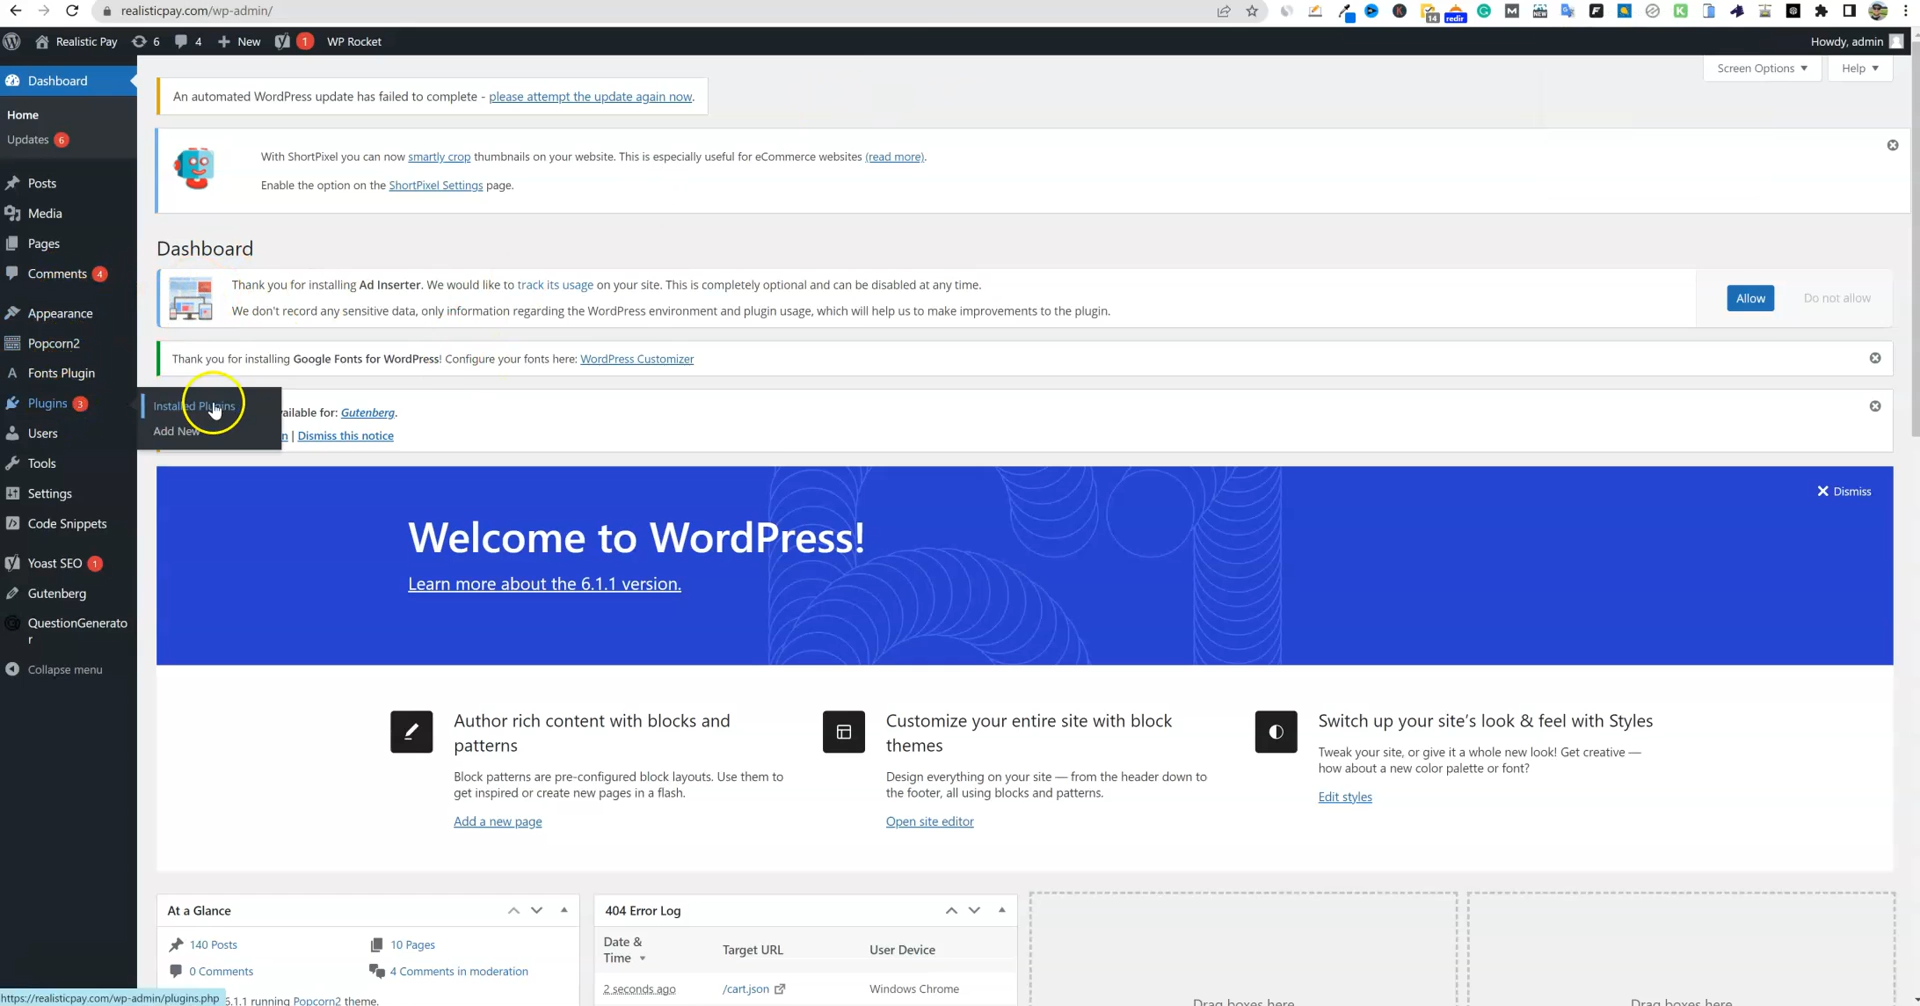 realisticpay.com/wp-admin/
14
redir
NEW
Realistic Pay 6 4 New 1 WP Rocket
Howdy, admin
Screen Options Help
Dashboard
Home
Updates 6
Posts
Media
Pages
Comments 4
Appearance
Popcorn2
Fonts Plugin
Plugins 3
Users
Tools
Settings
Code Snippets
Yoast SEO 1
Gutenberg
QuestionGenerato
r
Collapse menu
Installed Plugins
Add New
An automated WordPress update has failed to complete - please attempt the update again now.
With ShortPixel you can now smartly crop thumbnails on your website. This is especially useful for eCommerce websites (read more).
Enable the option on the ShortPixel Settings page.
Dashboard
Thank you for installing Ad Inserter. We would like to track its usage on your site. This is completely optional and can be disabled at any time.
We don't record any sensitive data, only information regarding the WordPress environment and plugin usage, which will help us to make improvements to the plugin.
Allow Do not allow
Thank you for installing Google Fonts for WordPress! Configure your fonts here: WordPress Customizer
ailable for: Gutenberg.
n | Dismiss this notice
Dismiss
Welcome to WordPress!
Learn more about the 6.1.1 version.
Author rich content with blocks and
patterns
Block patterns are pre-configured block layouts. Use them to
get inspired or create new pages in a flash.
Add a new page
Customize your entire site with block
themes
Design everything on your site — from the header down to
the footer, all using blocks and patterns.
Open site editor
Switch up your site's look & feel with Styles
Tweak your site, or give it a whole new look! Get creative —
how about a new color palette or font?
Edit styles
At a Glance
140 Posts 10 Pages
0 Comments 4 Comments in moderation
6.1.1 running Popcorn2 theme.
404 Error Log
Date &
Time Target URL User Device
2 seconds ago /cart.json Windows Chrome
Drag boxes here
Drag boxes here
https://realisticpay.com/wp-admin/plugins.php